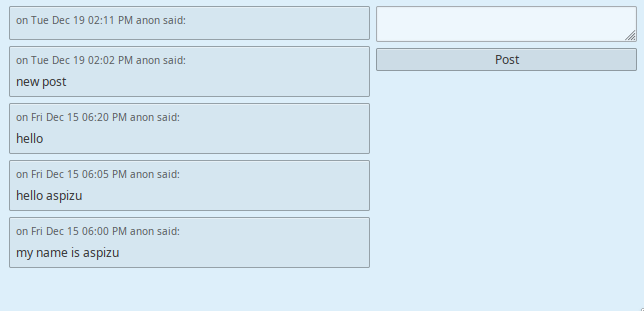 on Tue Dec 19 02:11 PM anon said:
on Tue Dec 19 02:02 PM anon said:
new post
on Fri Dec 15 06:20 PM anon said:
hello
on Fri Dec 15 06:05 PM anon said:
hello aspizu
on Fri Dec 15 06:00 PM anon said:
my name is aspizu
Post